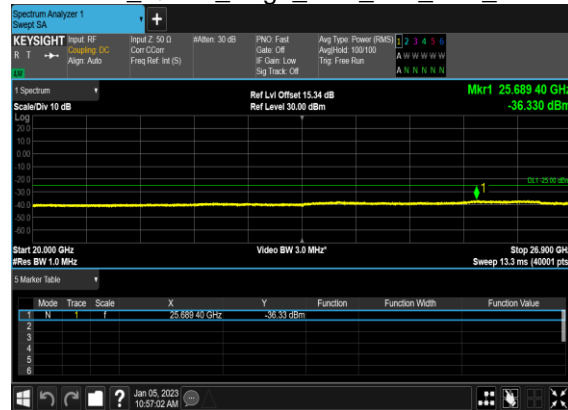 Spectrum Analyzer 1
Swept SA
KEYSIGHT Input: RF Input Z: 50 Ω #Atten: 30 dB PNO: Fast Avg Type: Power (RMS) 1 2 3 4 5 6
R T Coupling: DC Corr CCorr Gate: Off Avg|Hold: 100/100 A W W W W W
Align: Auto Freq Ref: Int (S) IF Gain: Low Trig: Free Run
LW Sig Track: Off A N N N N N
1 Spectrum Ref Lvl Offset 15.34 dB Mkr1 25.689 40 GHz
Scale/Div 10 dB Ref Level 30.00 dBm -36.330 dBm
Log
20.0
10.0
0.00
-10.0
-20.0
DL1 -25.00 dBm
-30.0
1
-40.0
-50.0
-60.0
Start 20.000 GHz Video BW 3.0 MHz* Stop 26.900 GHz
#Res BW 1.0 MHz Sweep 13.3 ms (40001 pts)
5 Marker Table
Mode Trace Scale X Y Function Function Width Function Value
1 N 1 f 25.689 40 GHz -36.33 dBm
2
3
4
5
6
? Jan 05, 2023
10:57:02 AM